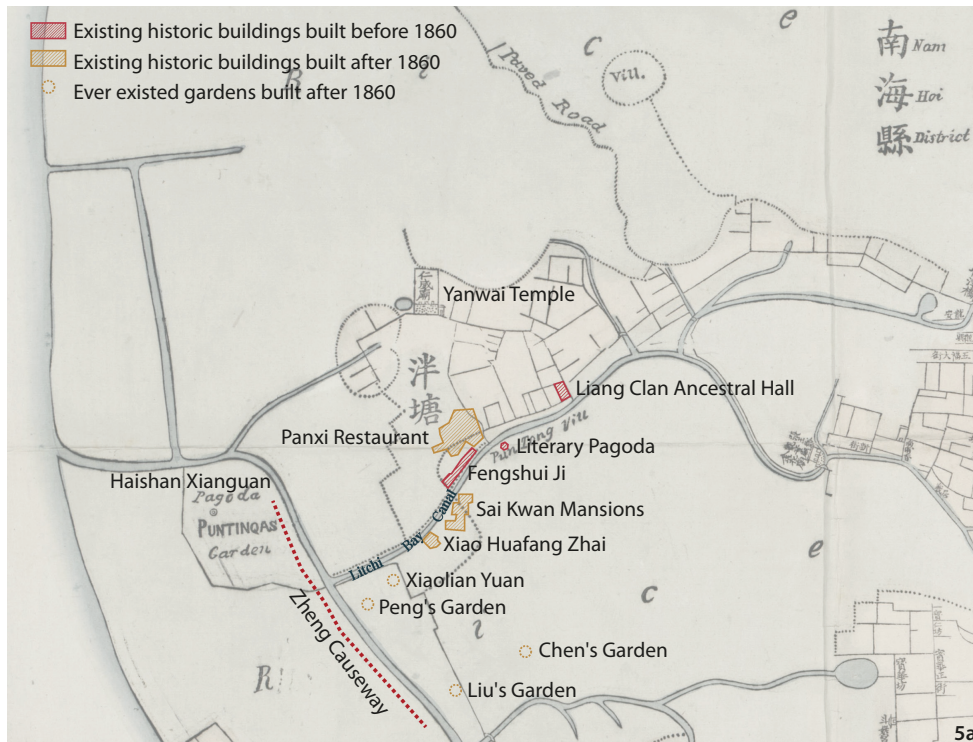 Existing historic buildings built before 1860
Existing historic buildings built after 1860
Ever existed gardens built after 1860
R i c e
Paved Road
vill.
南 Nam
海 Hoi
縣 District
Yanwai Temple
泮
塘
Liang Clan Ancestral Hall
Panxi Restaurant
Puntong Vill
Literary Pagoda
Fengshui Ji
Haishan Xianguan
Pagoda
PUNTINQAS
Garden
Sai Kwan Mansions
Litchi Bay Canal
Xiao Huafang Zhai
Xiaolian Yuan
Peng's Garden
Zheng Causeway
Chen's Garden
Liu's Garden
R i c e
5a